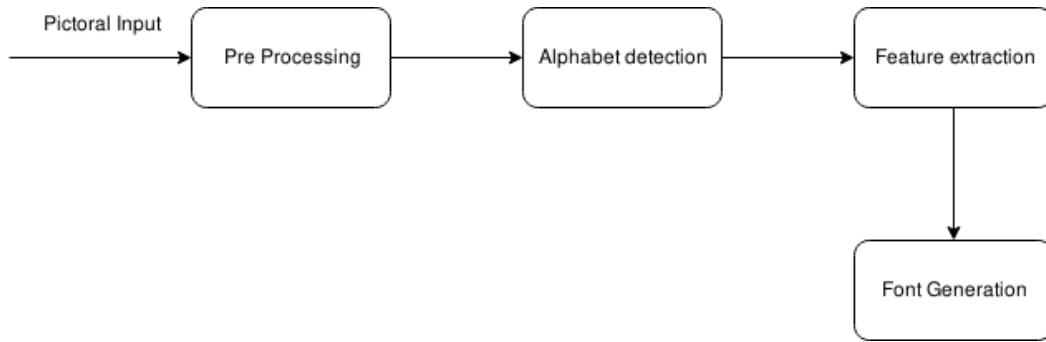 Pictoral Input
Pre Processing
Alphabet detection
Feature extraction
Font Generation